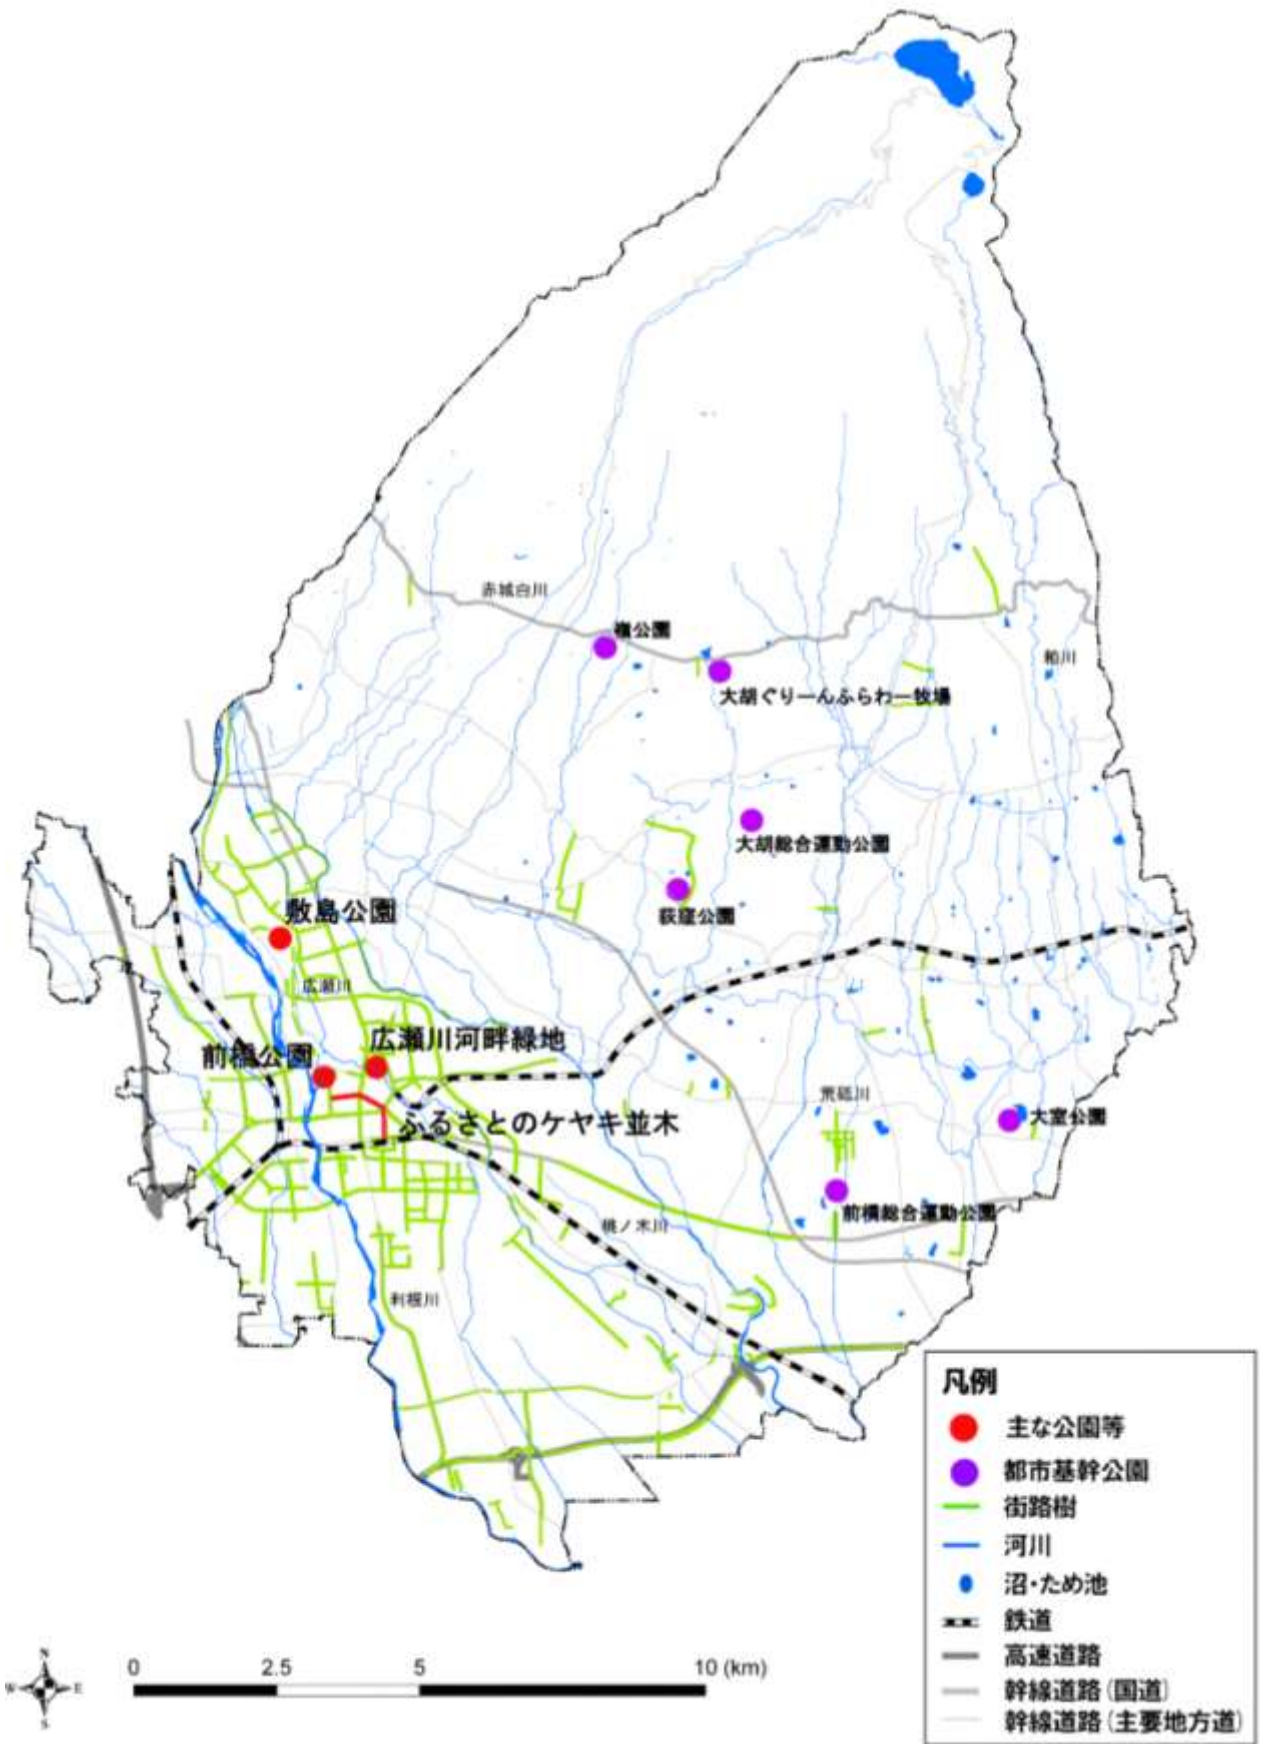 赤城白川
嶺公園
粕川
大胡ぐりーんふらわー牧場
大胡総合運動公園
荻窪公園
敷島公園
広瀬川
広瀬川河畔緑地
前橋公園
荒砥川
大室公園
ふるさとのケヤキ並木
前橋総合運動公園
桃ノ木川
利根川
凡例
主な公園等
都市基幹公園
街路樹
河川
沼・ため池
鉄道
高速道路
幹線道路(国道)
幹線道路(主要地方道)
N
W E
S
0 2.5 5 10 (km)